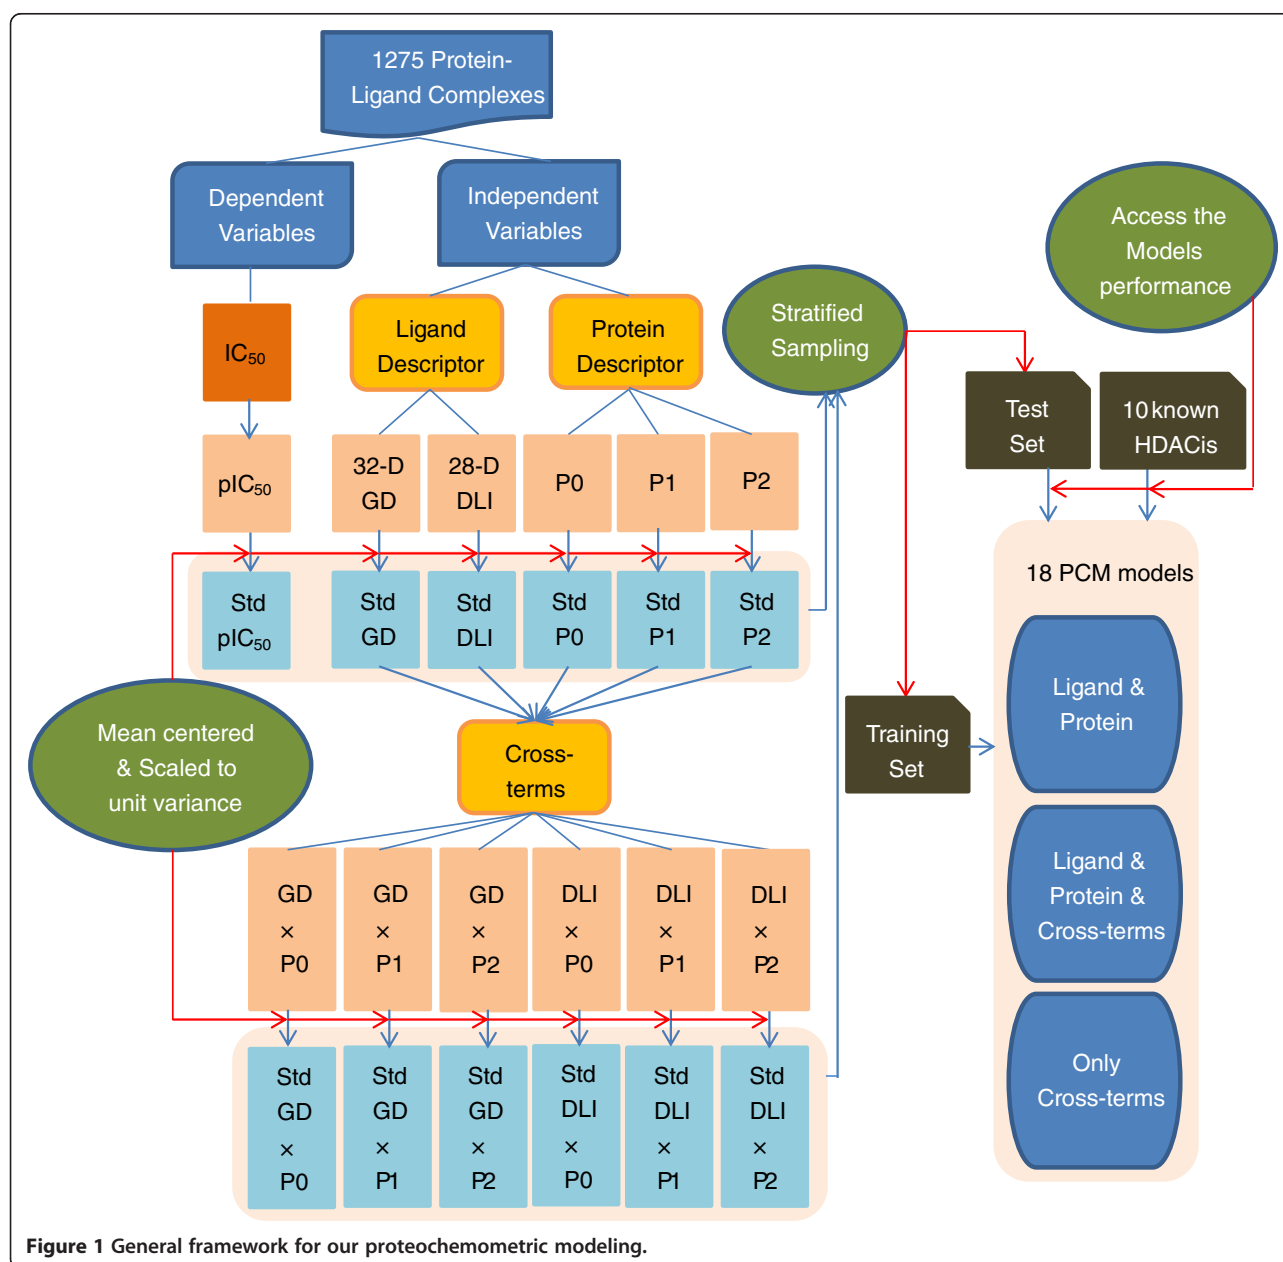 1275 Protein-
Ligand Complexes
Dependent
Variables
Independent
Variables
Access the
Models
performance
IC50
Ligand
Descriptor
Protein
Descriptor
Stratified
Sampling
Test
Set
10 known
HDACis
pIC50
32-D
GD
28-D
DLI
P0
P1
P2
18 PCM models
Std
pIC50
Std
GD
Std
DLI
Std
P0
Std
P1
Std
P2
Ligand &
Protein
Mean centered
& Scaled to
unit variance
Cross-
terms
Training
Set
GD
×
P0
GD
×
P1
GD
×
P2
DLI
×
P0
DLI
×
P1
DLI
×
P2
Ligand &
Protein &
Cross-terms
Std
GD
×
P0
Std
GD
×
P1
Std
GD
×
P2
Std
DLI
×
P0
Std
DLI
×
P1
Std
DLI
×
P2
Only
Cross-terms
Figure 1 General framework for our proteochemometric modeling.